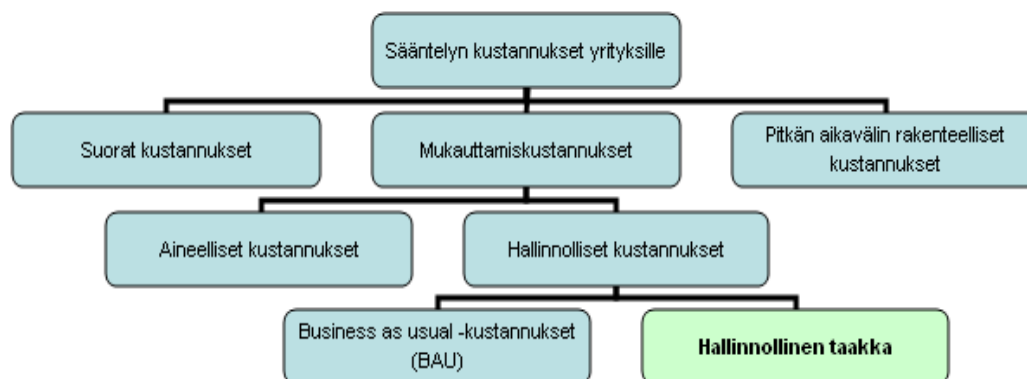 Sääntelyn kustannukset yrityksille
Suorat kustannukset
Mukauttamiskustannukset
Pitkän aikavälin rakenteelliset
kustannukset
Aineelliset kustannukset
Hallinnolliset kustannukset
Business as usual -kustannukset
(BAU)
Hallinnollinen taakka